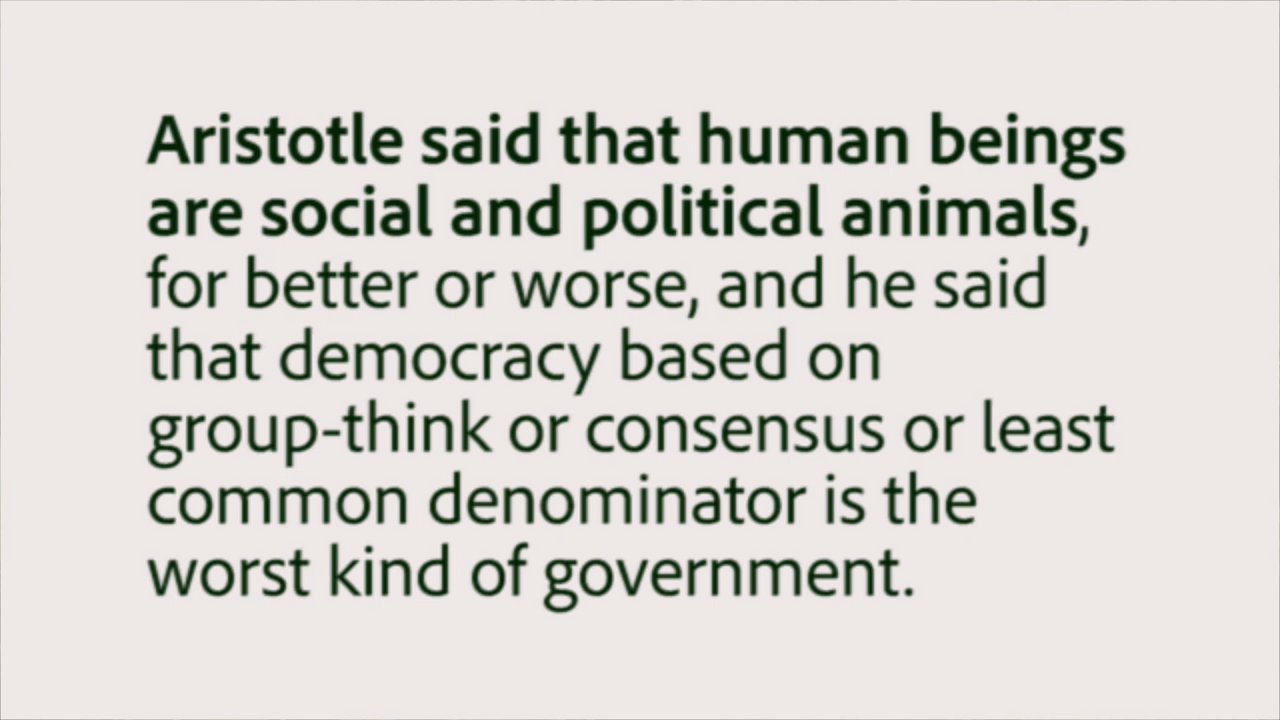 Aristotle said that human beings
are social and political animals,
for better or worse, and he said
that democracy based on
group-think or consensus or least
common denominator is the
worst kind of government.